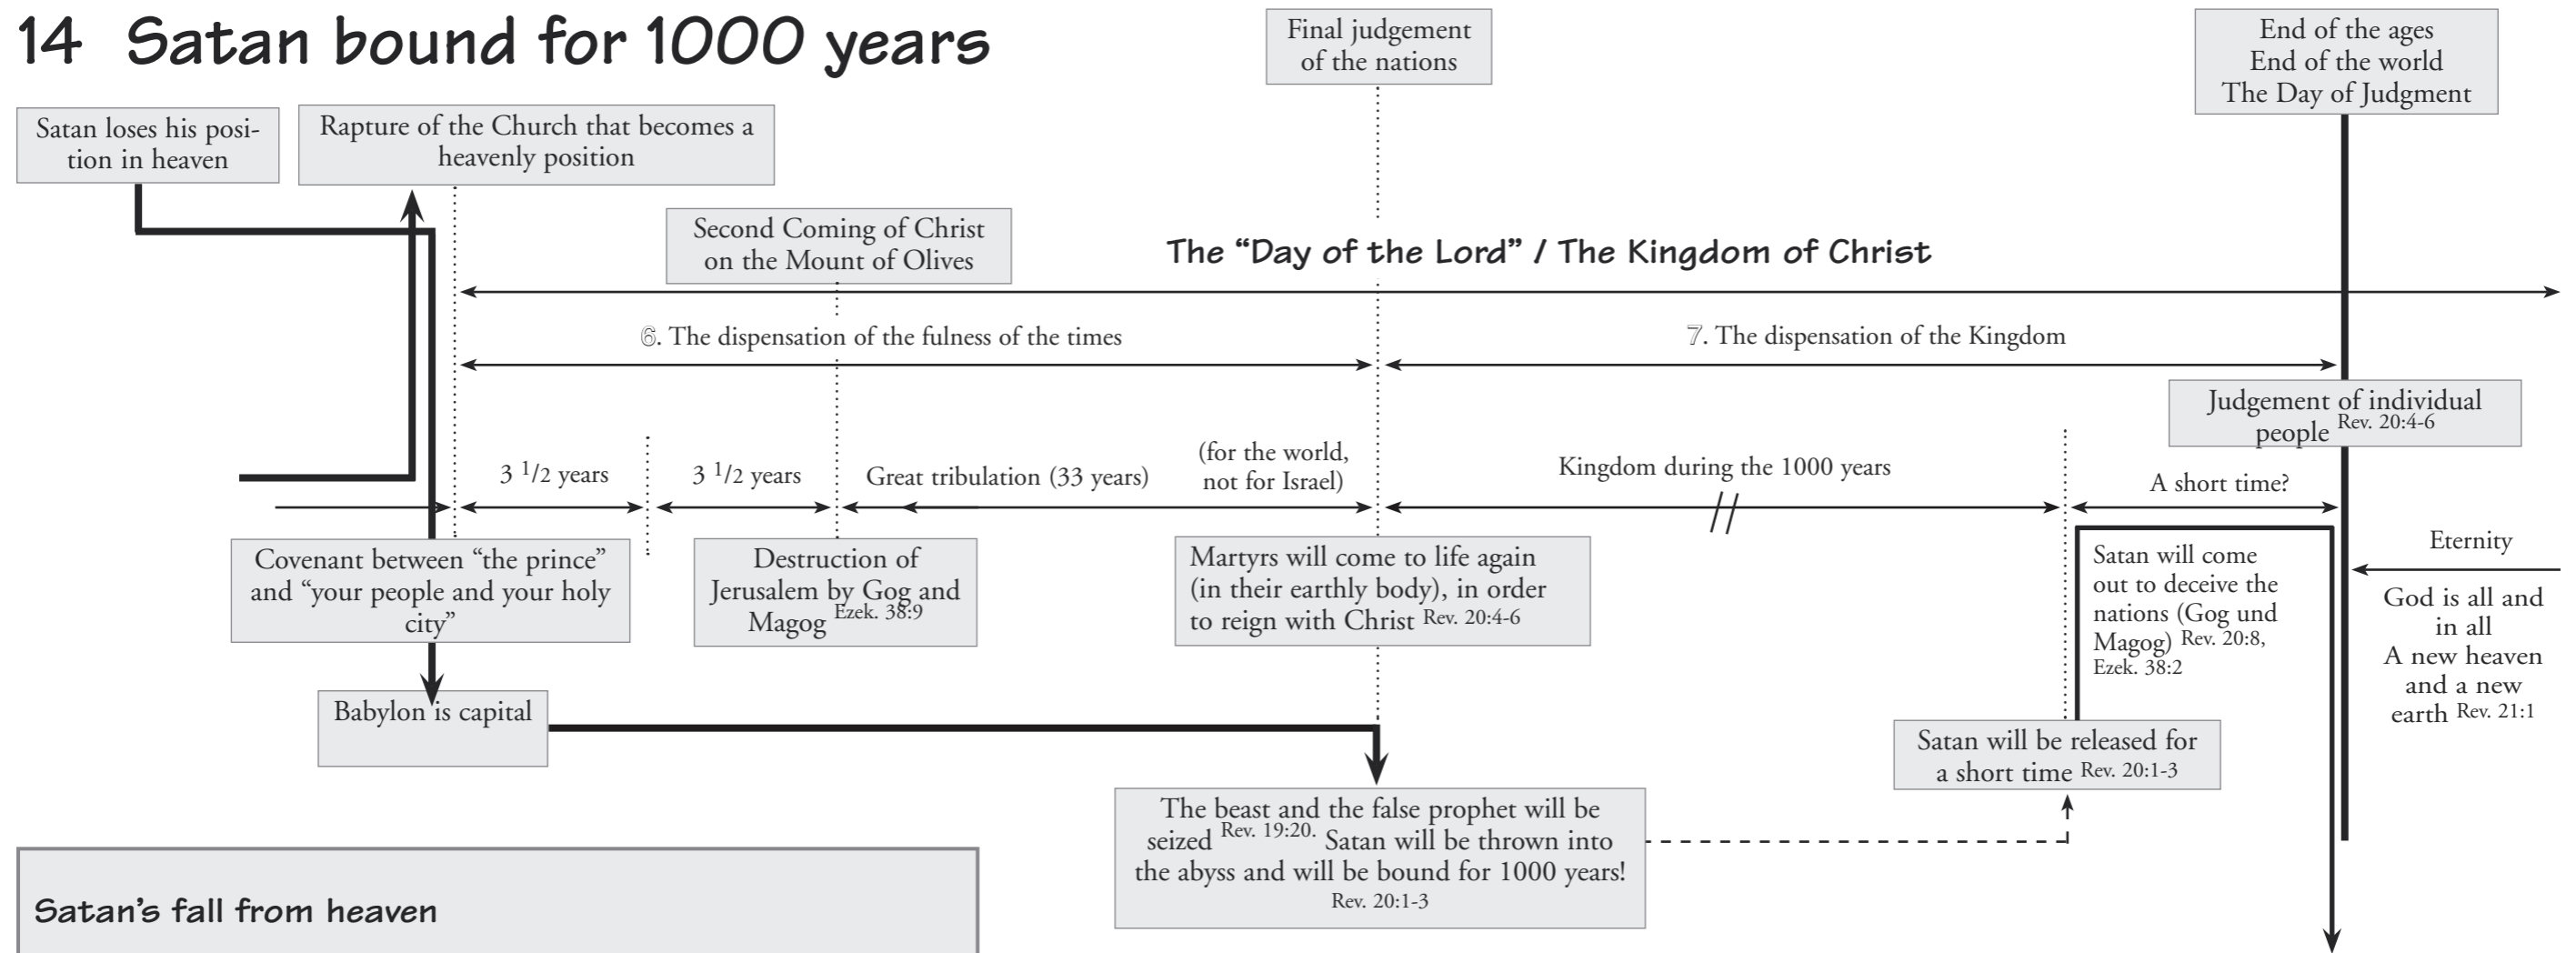 14 Satan bound for 1000 years
Final judgement
of the nations
End of the ages
End of the world
The Day of Judgment
Satan loses his posi-
tion in heaven
Rapture of the Church that becomes a
heavenly position
Second Coming of Christ
on the Mount of Olives
The “Day of the Lord” / The Kingdom of Christ
6. The dispensation of the fulness of the times
7. The dispensation of the Kingdom
Judgement of individual
people Rev. 20:4-6
3 1/2 years
3 1/2 years
Great tribulation (33 years)
(for the world,
not for Israel)
Kingdom during the 1000 years
A short time?
Covenant between “the prince”
and “your people and your holy
city”
Destruction of
Jerusalem by Gog and
Magog Ezek. 38:9
Martyrs will come to life again
(in their earthly body), in order
to reign with Christ Rev. 20:4-6
Satan will come
out to deceive the
nations (Gog und
Magog) Rev. 20:8,
Ezek. 38:2
Eternity
God is all and
in all
A new heaven
and a new
earth Rev. 21:1
Babylon is capital
Satan will be released for
a short time Rev. 20:1-3
The beast and the false prophet will be
seized Rev. 19:20. Satan will be thrown into
the abyss and will be bound for 1000 years!
Rev. 20:1-3
Satan’s fall from heaven